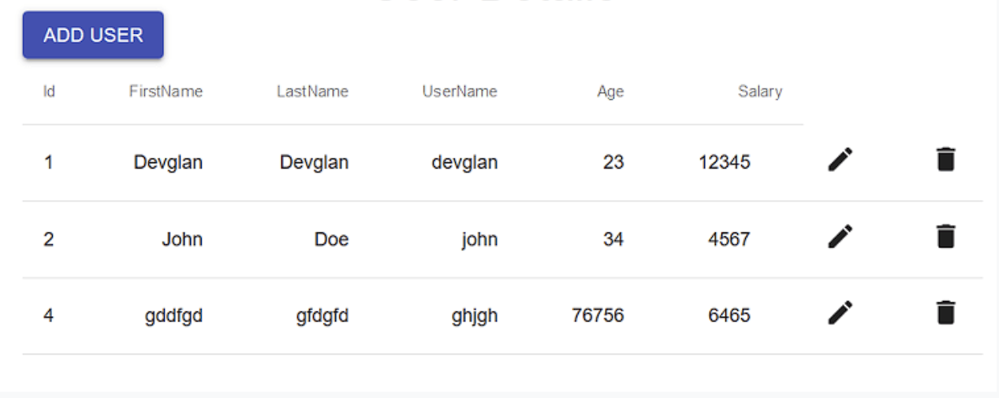 ADD USER
Id FirstName LastName UserName Age Salary
1 Devglan Devglan devglan 23 12345
2 John Doe john 34 4567
4 gddfgd gfdgfd ghjgh 76756 6465